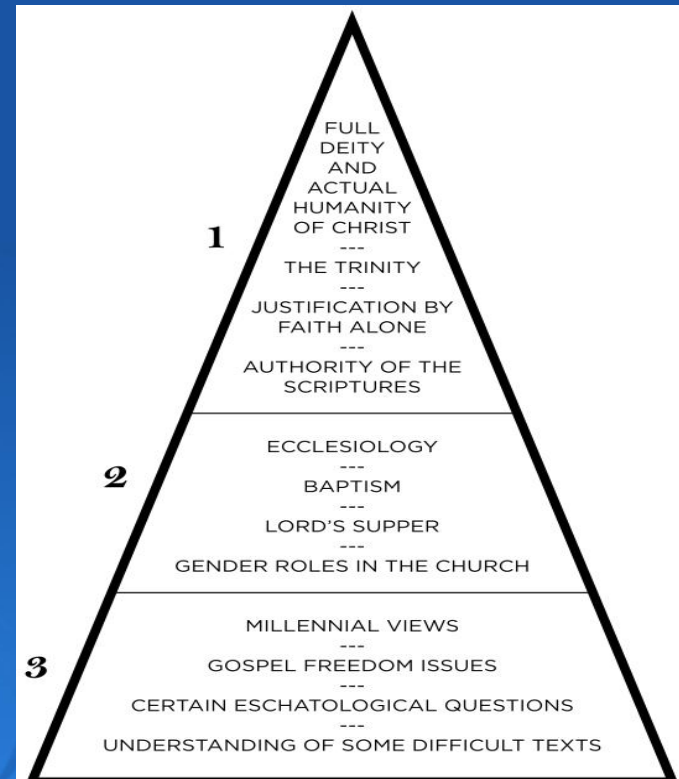 FULL
DEITY
AND
ACTUAL
HUMANITY
OF CHRIST
---
THE TRINITY
---
JUSTIFICATION BY
FAITH ALONE
---
AUTHORITY OF THE
SCRIPTURES
1
ECCLESIOLOGY
---
BAPTISM
---
LORD'S SUPPER
---
GENDER ROLES IN THE CHURCH
2
MILLENNIAL VIEWS
---
GOSPEL FREEDOM ISSUES
---
CERTAIN ESCHATOLOGICAL QUESTIONS
---
UNDERSTANDING OF SOME DIFFICULT TEXTS
3